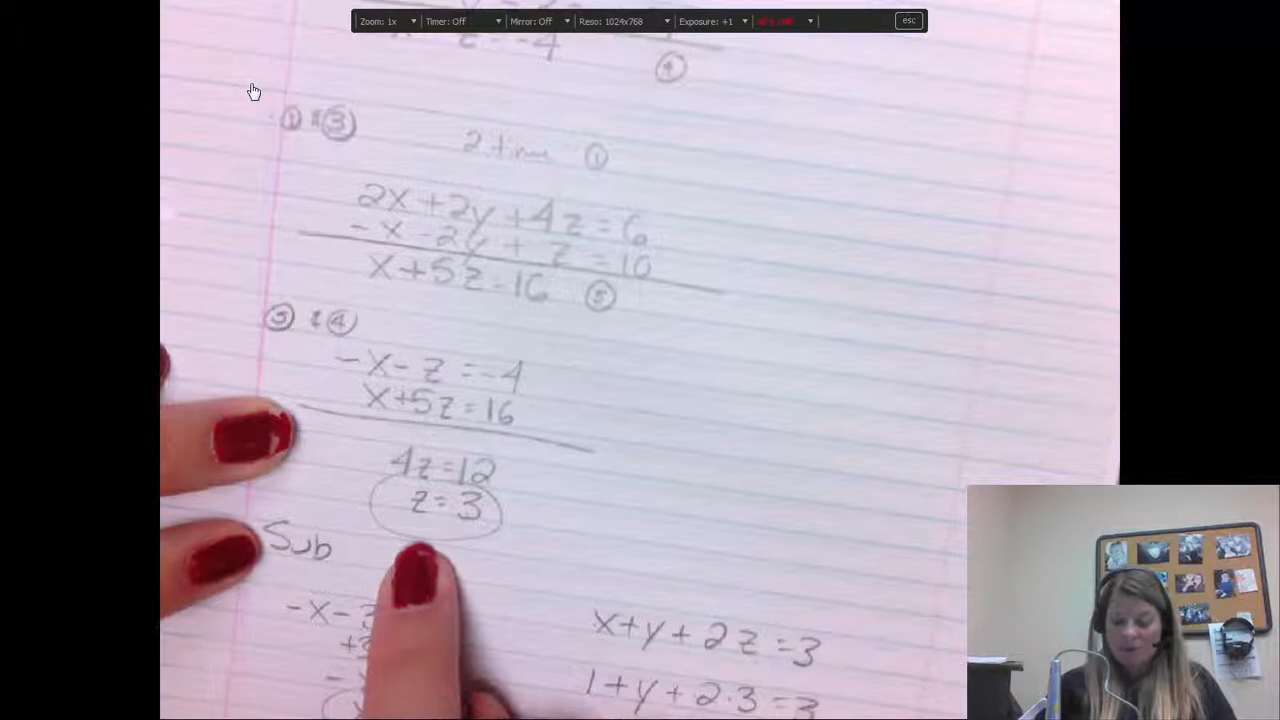 Zoom: 1x Timer: Off Mirror: Off Reso: 1024x768 Exposure: +1 esc
z = -4
④
① & ③
2 times ①
2x + 2y + 4z = 6
- x - 2y + z = 10
x + 5z = 16 ⑤
⑤ & ④
- x - z = -4
x + 5z = 16
4z = 12
z = 3
Sub
- x - 3
x + y + 2z = 3
1 + y + 2·3 = 3